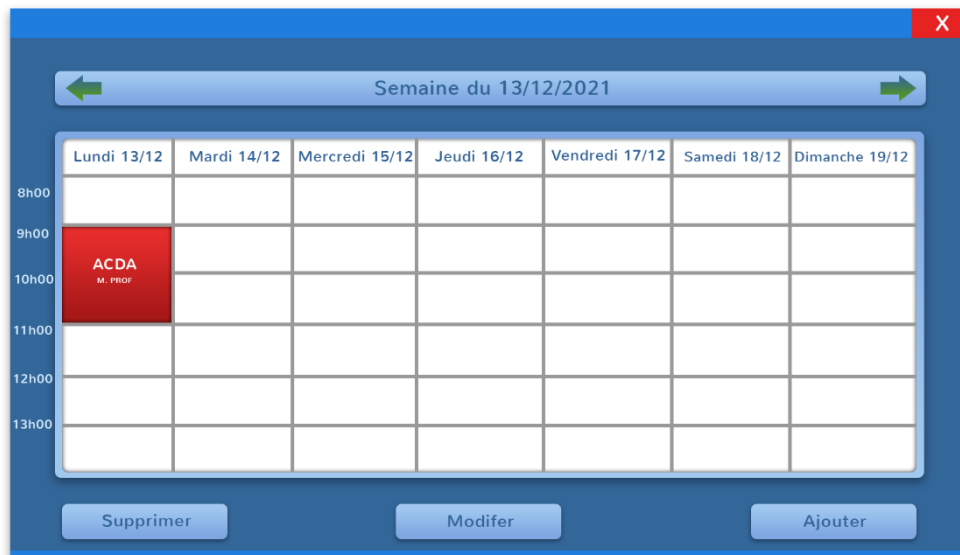 X
Semaine du 13/12/2021
Lundi 13/12 Mardi 14/12 Mercredi 15/12 Jeudi 16/12 Vendredi 17/12 Samedi 18/12 Dimanche 19/12
8h00
9h00
ACDA
10h00 M. PROF
11h00
12h00
13h00
Supprimer Modifer Ajouter